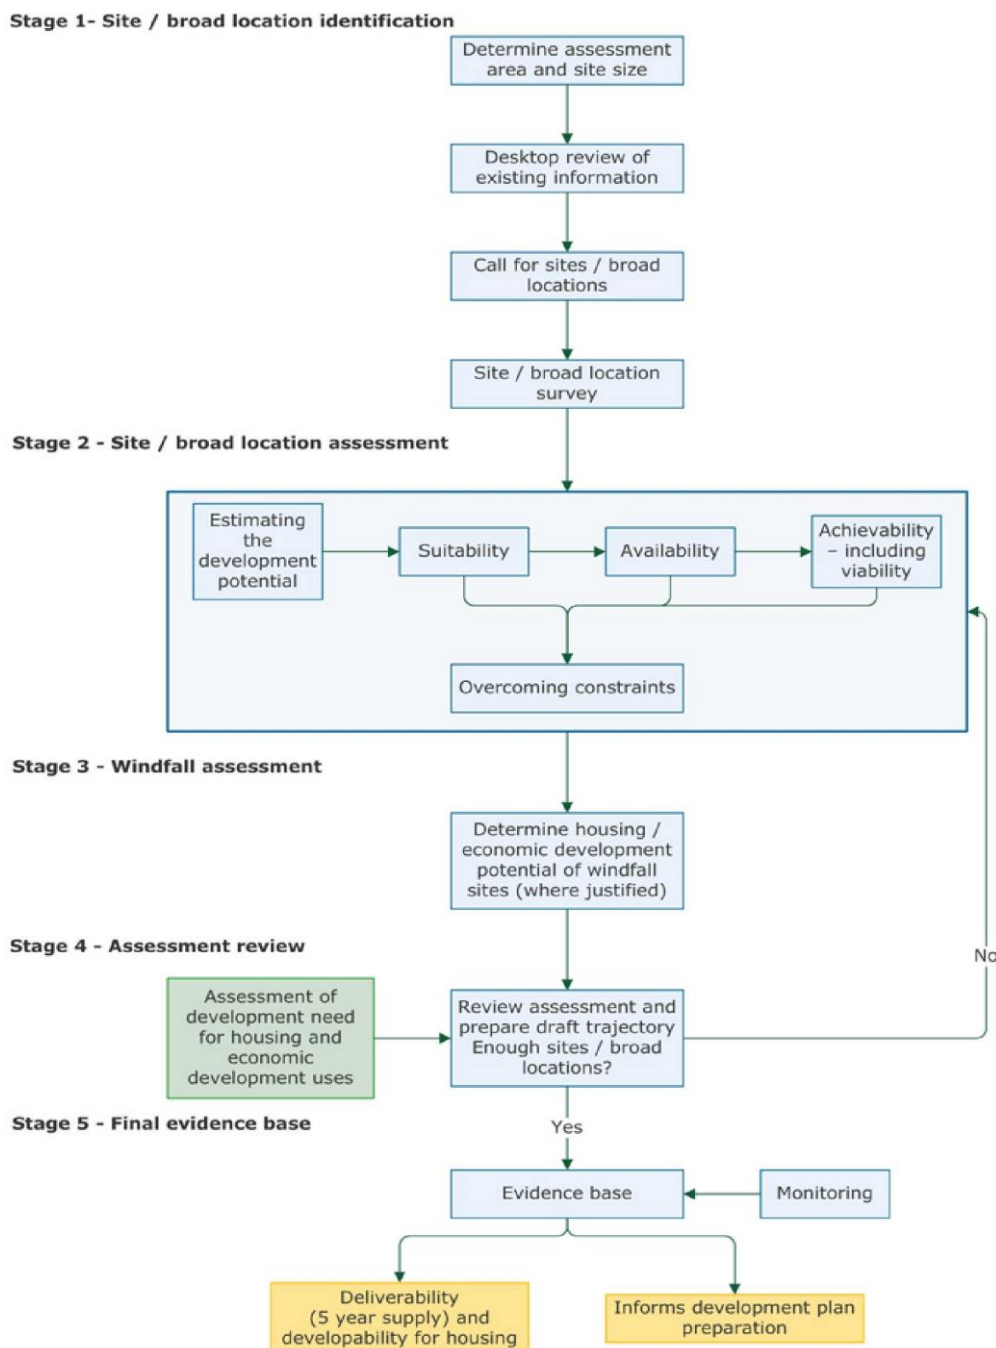 Stage 1- Site / broad location identification
Determine assessment
area and site size
Desktop review of
existing information
Call for sites / broad
locations
Site / broad location
survey
Stage 2 - Site / broad location assessment
Estimating
the
development
potential
Suitability
Availability
Achievability
– including
viability
Overcoming constraints
Stage 3 - Windfall assessment
Determine housing /
economic development
potential of windfall
sites (where justified)
Stage 4 - Assessment review
No
Assessment of
development need
for housing and
economic
development uses
Review assessment and
prepare draft trajectory
Enough sites / broad
locations?
Stage 5 - Final evidence base
Yes
Evidence base
Monitoring
Deliverability
(5 year supply) and
developability for housing
Informs development plan
preparation